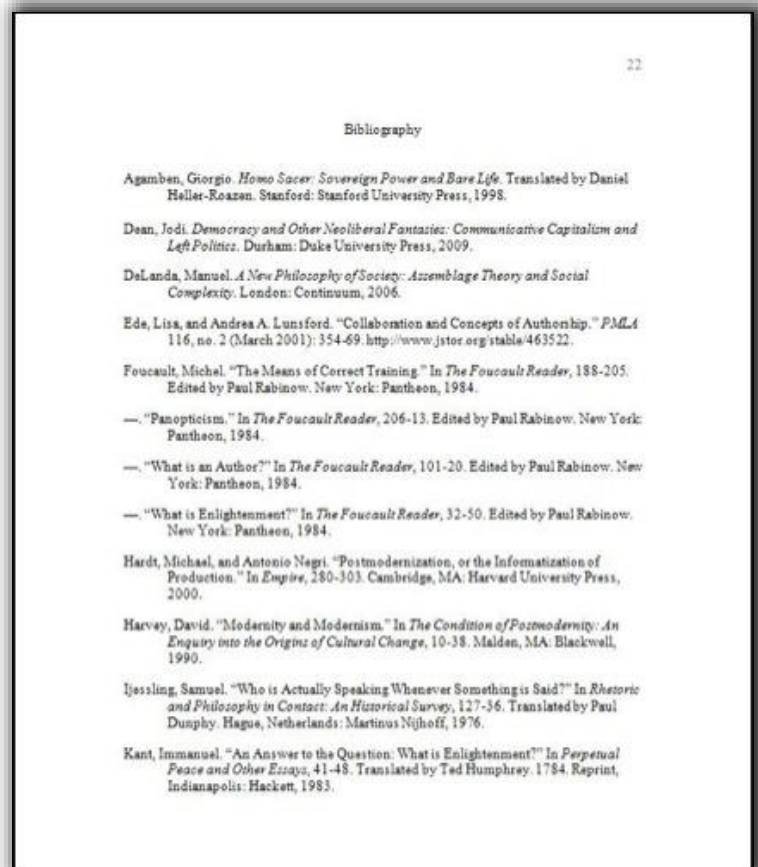 22
Bibliography
Agamben, Giorgio. Homo Sacer: Sovereign Power and Bare Life. Translated by Daniel
Heller-Roazen. Stanford: Stanford University Press, 1998.
Dean, Jodi. Democracy and Other Neoliberal Fantasies: Communicative Capitalism and
Left Politics. Durham: Duke University Press, 2009.
DeLanda, Manuel. A New Philosophy of Society: Assemblage Theory and Social
Complexity. London: Continuum, 2006.
Ede, Lisa, and Andrea A. Lunsford. “Collaboration and Concepts of Authorship.” PMLA
116, no. 2 (March 2001): 354-69. http://www.jstor.org/stable/463522.
Foucault, Michel. “The Means of Correct Training.” In The Foucault Reader, 188-205.
Edited by Paul Rabinow. New York: Pantheon, 1984.
—. “Panopticism.” In The Foucault Reader, 206-13. Edited by Paul Rabinow. New York:
Pantheon, 1984.
—. “What is an Author?” In The Foucault Reader, 101-20. Edited by Paul Rabinow. New
York: Pantheon, 1984.
—. “What is Enlightenment?” In The Foucault Reader, 32-50. Edited by Paul Rabinow.
New York: Pantheon, 1984.
Hardt, Michael, and Antonio Negri. “Postmodernization, or the Informatization of
Production.” In Empire, 280-303. Cambridge, MA: Harvard University Press,
2000.
Harvey, David. “Modernity and Modernism.” In The Condition of Postmodernity: An
Enquiry into the Origins of Cultural Change, 10-38. Malden, MA: Blackwell,
1990.
Ijessling, Samuel. “Who is Actually Speaking Whenever Something is Said?” In Rhetoric
and Philosophy in Contact: An Historical Survey, 127-36. Translated by Paul
Dunphy. Hague, Netherlands: Martinus Nijhoff, 1976.
Kant, Immanuel. “An Answer to the Question: What is Enlightenment?” In Perpetual
Peace and Other Essays, 41-48. Translated by Ted Humphrey. 1784. Reprint,
Indianapolis: Hackett, 1983.